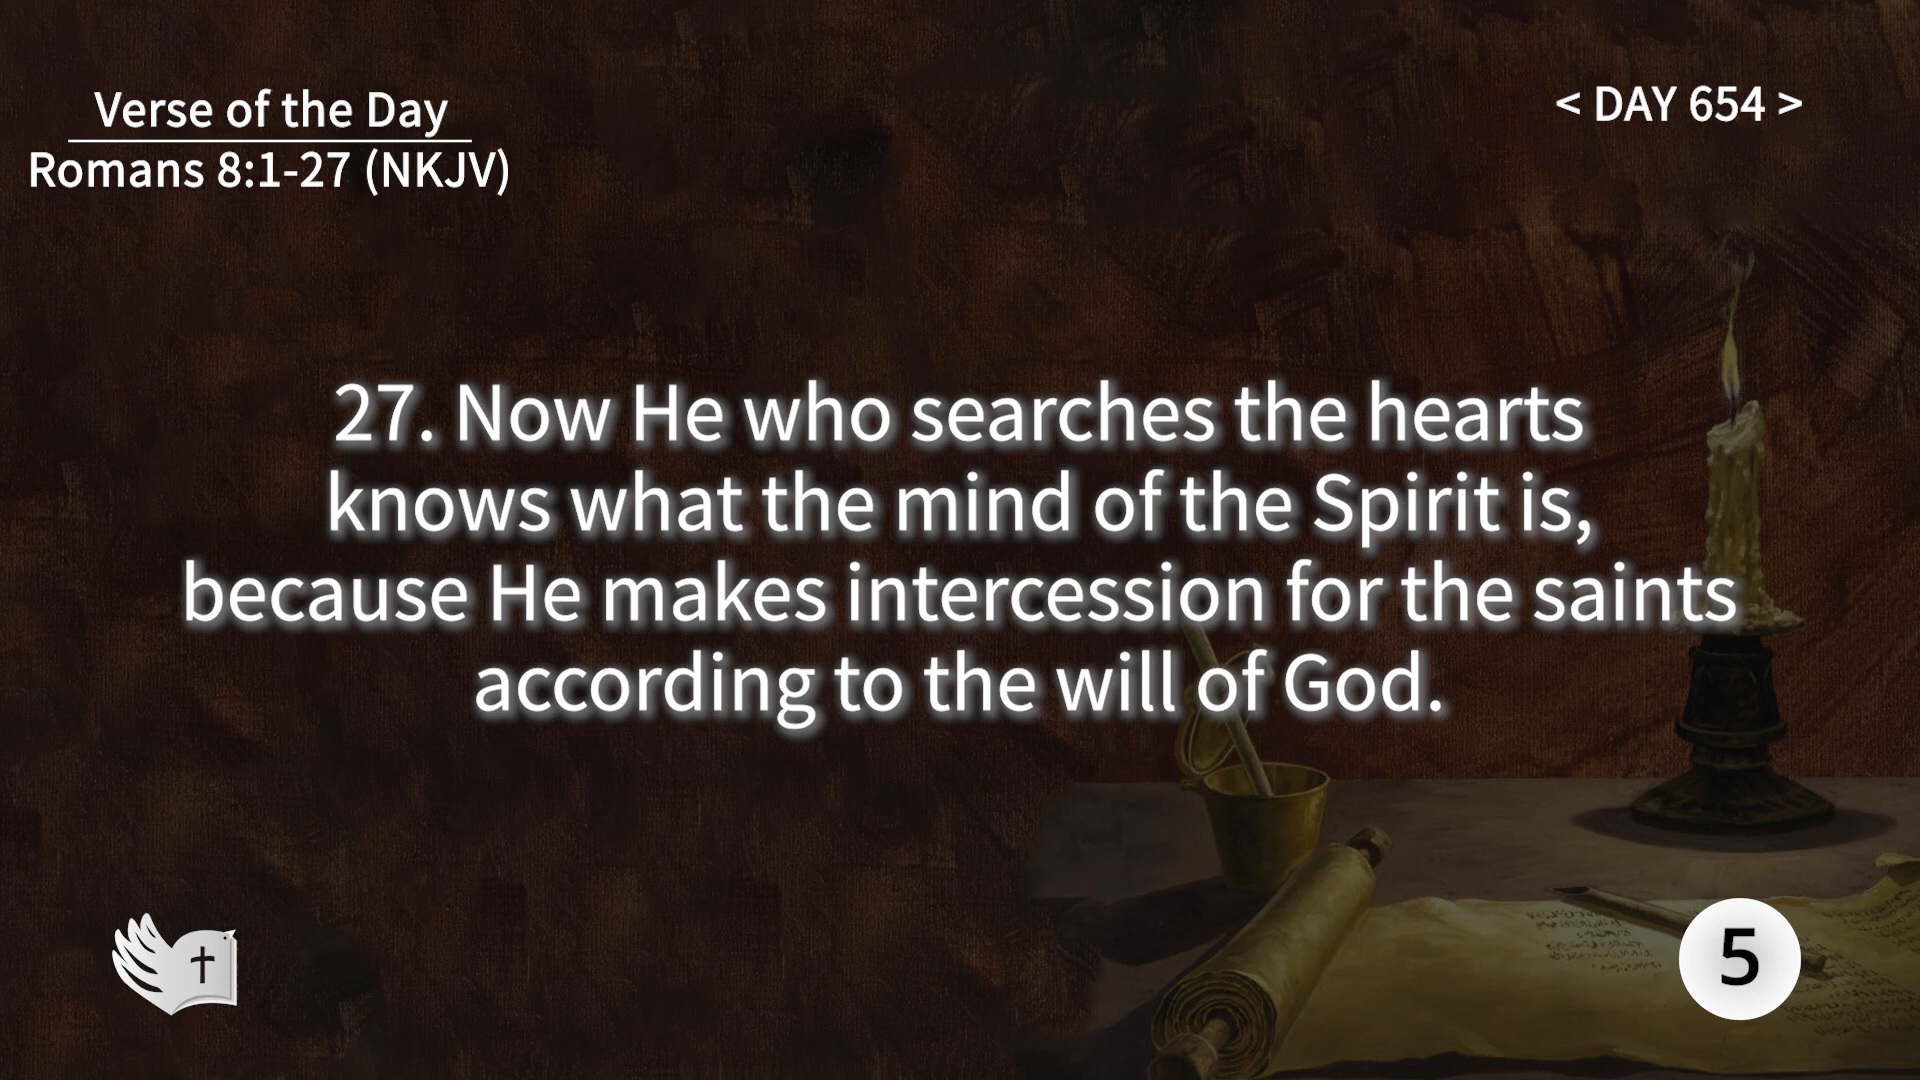 Verse of the Day
Romans 8:1-27 (NKJV)
< DAY 654 >
27. Now He who searches the hearts
knows what the mind of the Spirit is,
because He makes intercession for the saints
according to the will of God.
5